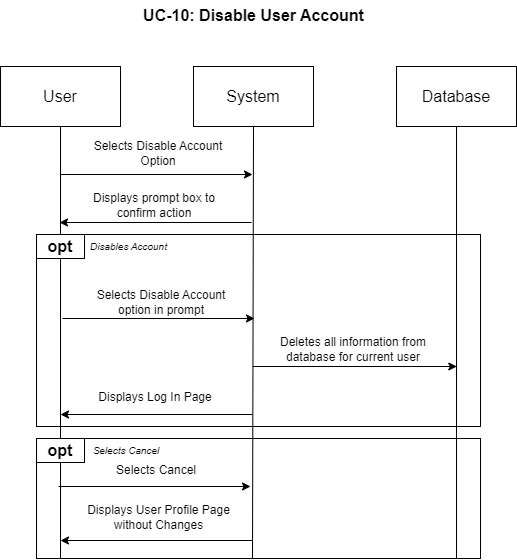 UC-10: Disable User Account
User
System
Database
Selects Disable Account
Option
Displays prompt box to
confirm action
opt
Disables Account
Selects Disable Account
option in prompt
Deletes all information from
database for current user
Displays Log In Page
opt
Selects Cancel
Selects Cancel
Displays User Profile Page
without Changes